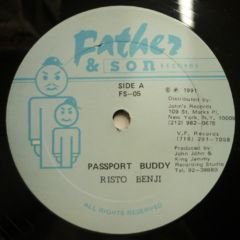 Father
& son RECORDS
SIDE A
FS-05
℗ © 1991
Distributed by:
John's Records
109 St. Marks Pl.
New York, N.Y. 10009
(212) 982-0676
V.P. Records
(718) 291-7058
Produced by
John John & King
Jammy
Recording Studio
Tel. 92-38689
PASSPORT BUDDY
RISTO BENJI
ALL RIGHTS RESERVED